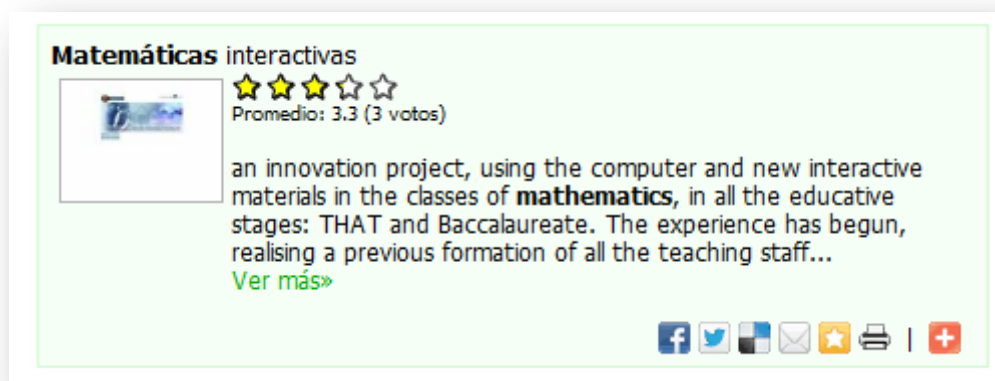 Matemáticas interactivas
Promedio: 3.3 (3 votos)
an innovation project, using the computer and new interactive
materials in the classes of mathematics, in all the educative
stages: THAT and Baccalaureate. The experience has begun,
realising a previous formation of all the teaching staff...
Ver más»